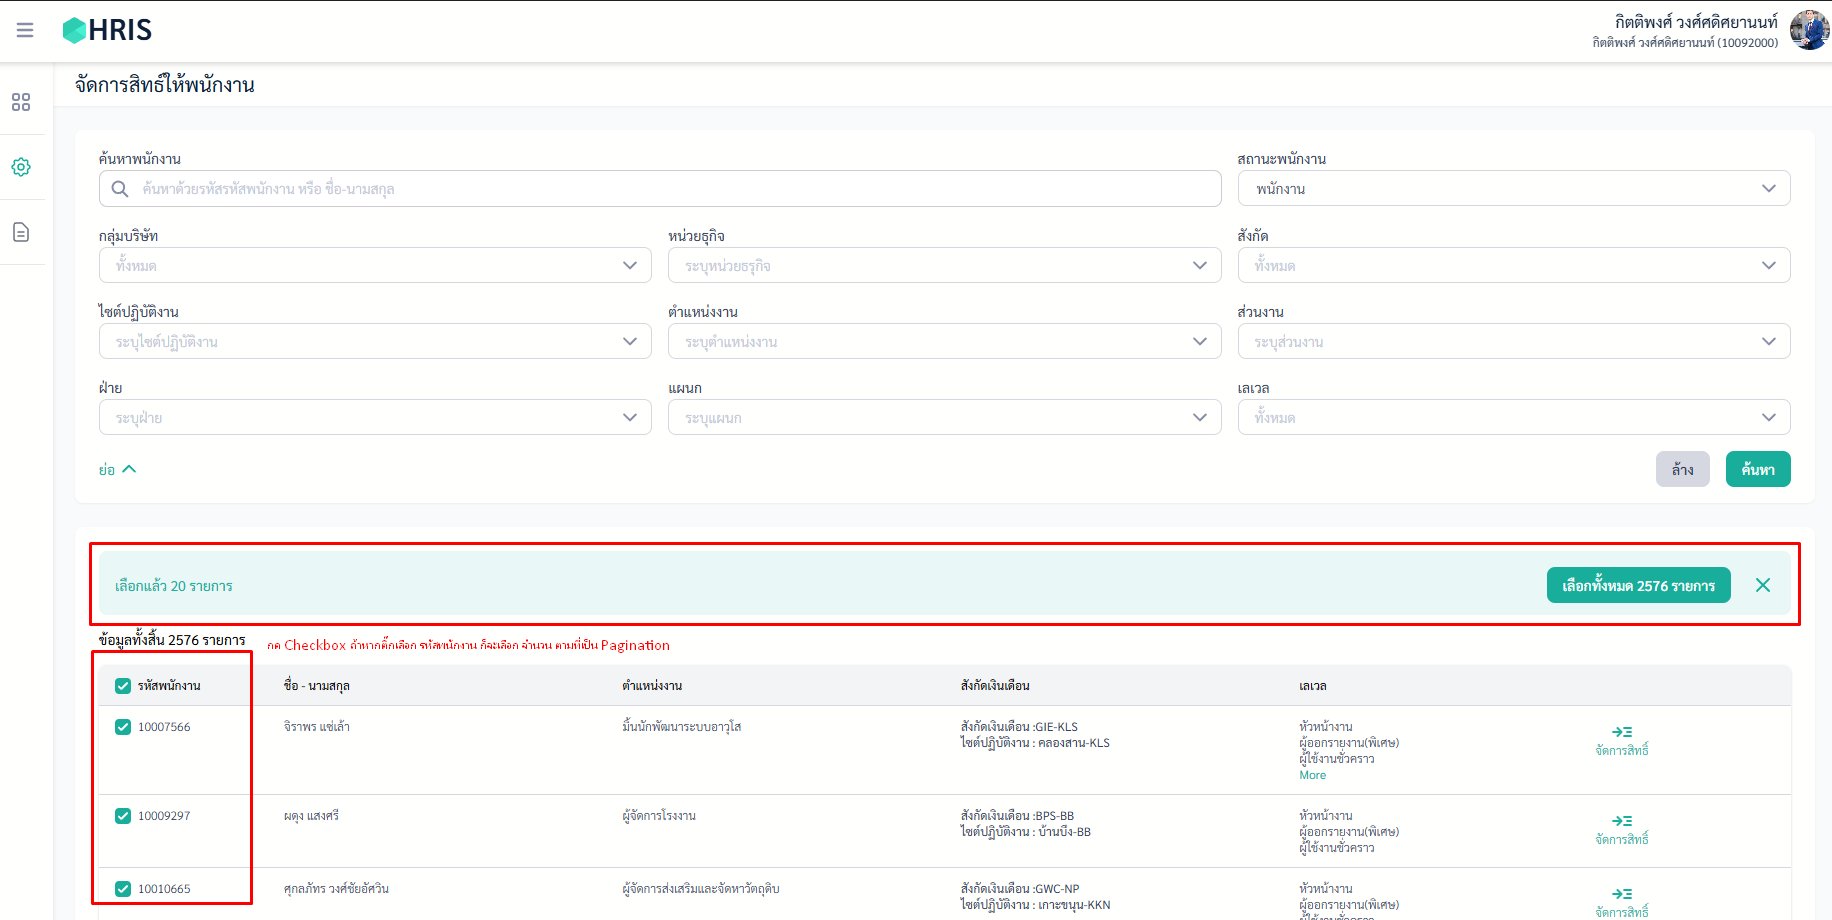 HRIS
กิตติพงศ์ วงศ์ศดิศยานนท์
กิตติพงศ์ วงศ์ศดิศยานนท์ (10092000)
จัดการสิทธิ์ให้พนักงาน
ค้นหาพนักงาน
สถานะพนักงาน
ค้นหาด้วยรหัสรหัสพนักงาน หรือ ชื่อ-นามสกุล
พนักงาน
กลุ่มบริษัท
หน่วยธุกิจ
สังกัด
ทั้งหมด
ระบุหน่วยธรุกิจ
ทั้งหมด
ไซต์ปฏิบัติงาน
ตำแหน่งงาน
ส่วนงาน
ระบุไซต์ปฏิบัติงาน
ระบุตำแหน่งงาน
ระบุส่วนงาน
ฝ่าย
แผนก
เลเวล
ระบุฝ่าย
ระบุแผนก
ทั้งหมด
ย่อ
ล้าง
ค้นหา
เลือกแล้ว 20 รายการ
เลือกทั้งหมด 2576 รายการ
ข้อมูลทั้งสิ้น 2576 รายการ
กด Checkbox ถ้าหากติ๊กเลือก รหัสพนักงาน ก็จะเลือก จำนวน ตามที่เป็น Pagination
รหัสพนักงาน ชื่อ - นามสกุล ตำแหน่งงาน สังกัดเงินเดือน เลเวล
10007566 จิราพร แซ่เล้า มิ้นนักพัฒนาระบบอาวุโส
สังกัดเงินเดือน :GIE-KLS
ไซต์ปฏิบัติงาน : คลองสาน-KLS
หัวหน้างาน
ผู้ออกรายงาน(พิเศษ)
ผู้ใช้งานชั่วคราว
More
จัดการสิทธิ์
10009297 ผดุง แสงศรี ผู้จัดการโรงงาน
สังกัดเงินเดือน :BPS-BB
ไซต์ปฏิบัติงาน : บ้านบึง-BB
หัวหน้างาน
ผู้ออกรายงาน(พิเศษ)
ผู้ใช้งานชั่วคราว
จัดการสิทธิ์
10010665 ศุกลภัทร วงศ์ชัยอัศวิน ผู้จัดการส่งเสริมและจัดหาวัตถุดิบ
สังกัดเงินเดือน :GWC-NP
ไซต์ปฏิบัติงาน : เกาะขนุน-KKN
หัวหน้างาน
ผู้ออกรายงาน(พิเศษ)
จัดการสิทธิ์